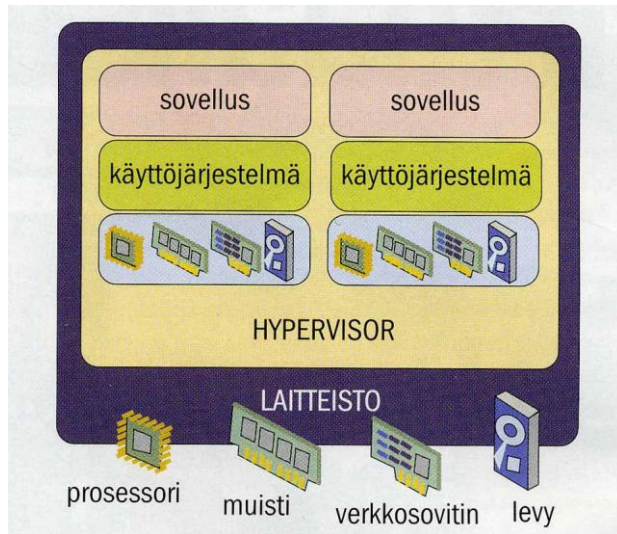 sovellus sovellus
käyttöjärjestelmä käyttöjärjestelmä
HYPERVISOR
LAITTEISTO
prosessori muisti verkkosovitin levy